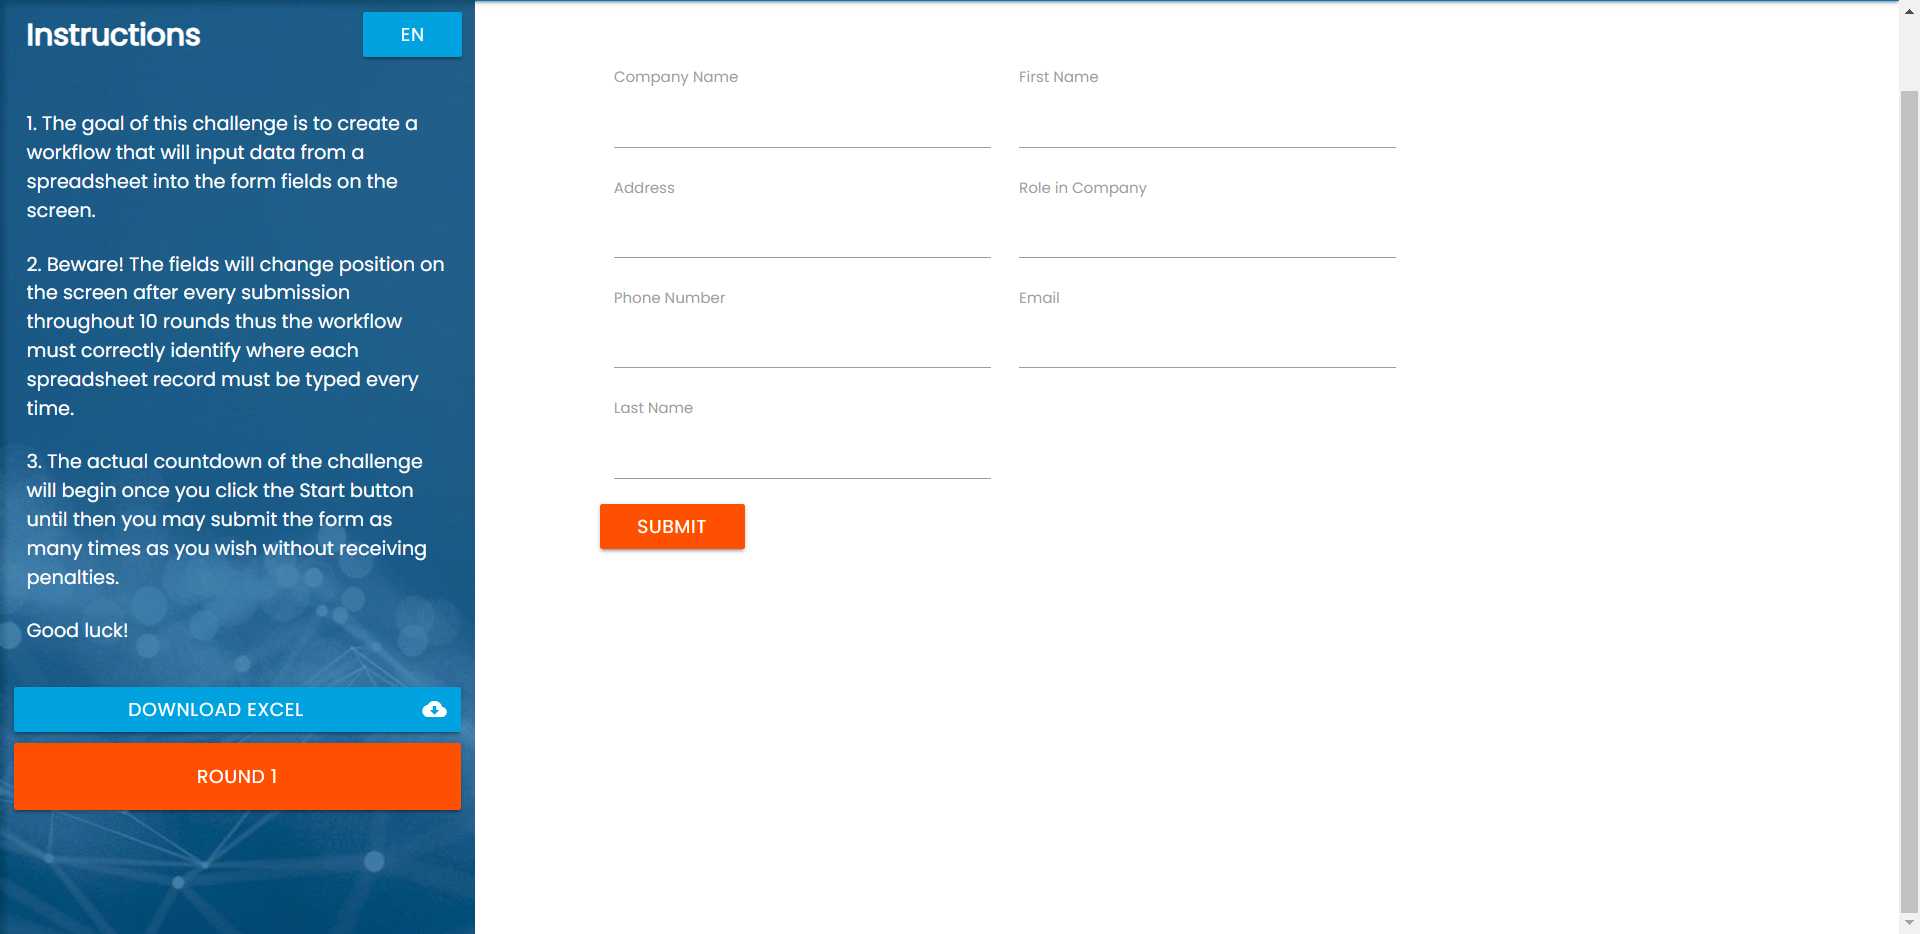 Instructions
EN
1. The goal of this challenge is to create a
workflow that will input data from a
spreadsheet into the form fields on the
screen.
2. Beware! The fields will change position on
the screen after every submission
throughout 10 rounds thus the workflow
must correctly identify where each
spreadsheet record must be typed every
time.
3. The actual countdown of the challenge
will begin once you click the Start button
until then you may submit the form as
many times as you wish without receiving
penalties.
Good luck!
DOWNLOAD EXCEL
ROUND 1
Company Name
First Name
Address
Role in Company
Phone Number
Email
Last Name
SUBMIT